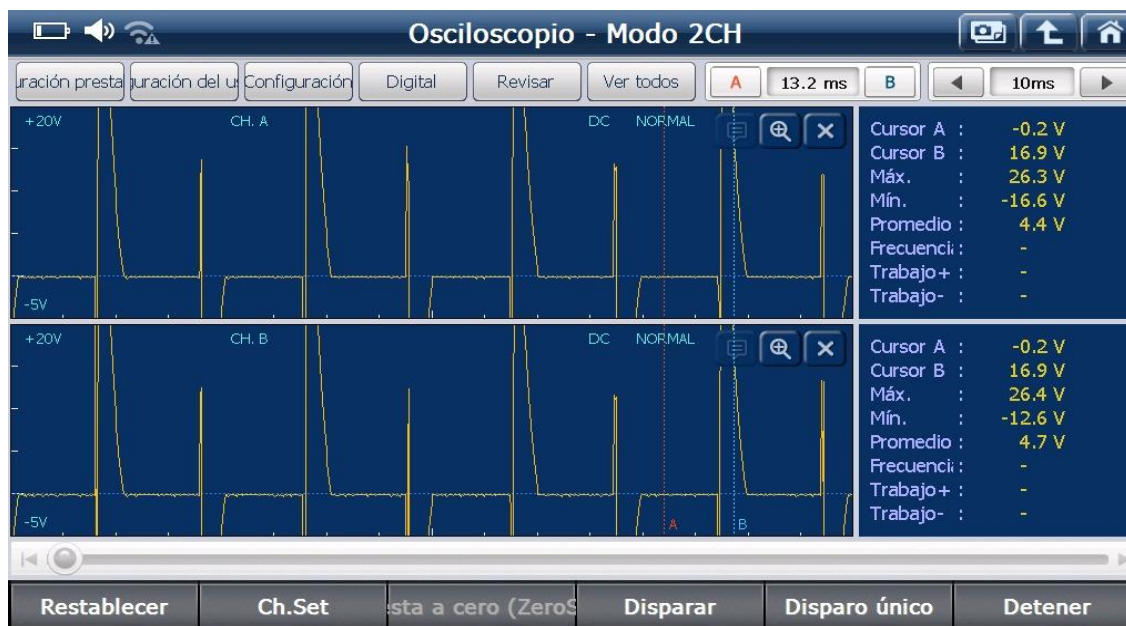 Osciloscopio - Modo 2CH
uración presta
uración del u
Configuración
Digital
Revisar
Ver todos
A
13.2 ms
B
10ms
+20V
CH. A
DC
NORMAL
-5V
Cursor A : -0.2 V
Cursor B : 16.9 V
Máx. : 26.3 V
Mín. : -16.6 V
Promedio : 4.4 V
Frecuenci : -
Trabajo+ : -
Trabajo- : -
+20V
CH. B
DC
NORMAL
-5V
A
B
Cursor A : -0.2 V
Cursor B : 16.9 V
Máx. : 26.4 V
Mín. : -12.6 V
Promedio : 4.7 V
Frecuenci : -
Trabajo+ : -
Trabajo- : -
Restablecer
Ch.Set
sta a cero (ZeroS
Disparar
Disparo único
Detener